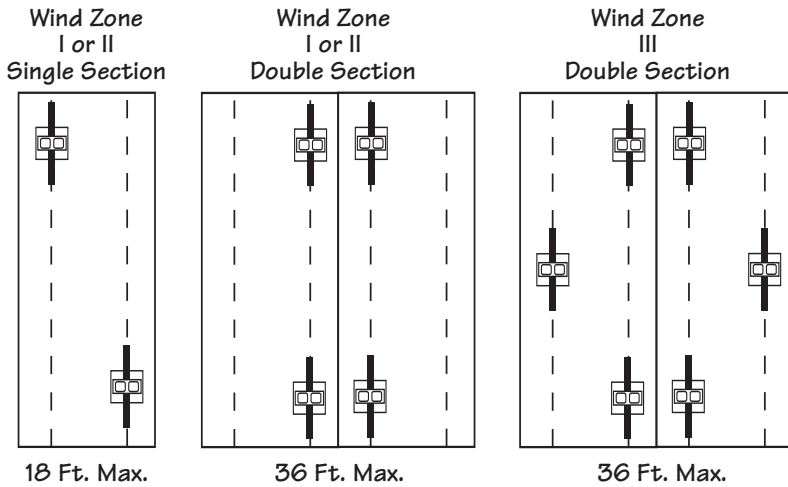 Wind Zone
I or II
Single Section
Wind Zone
I or II
Double Section
Wind Zone
III
Double Section
18 Ft. Max.
36 Ft. Max.
36 Ft. Max.